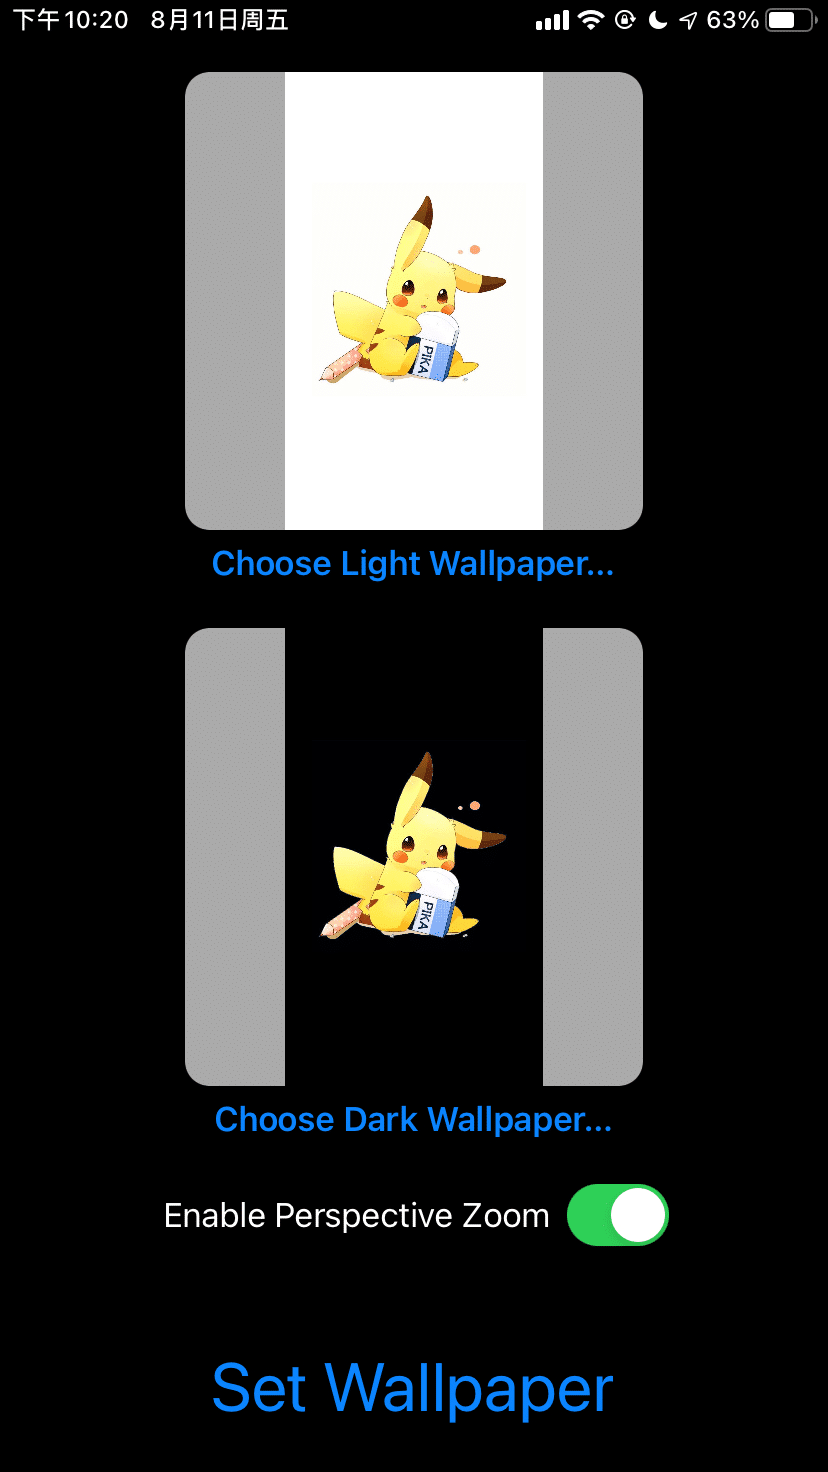 下午10:20 8月11日周五 63%
PIKA
Choose Light Wallpaper...
PIKA
Choose Dark Wallpaper...
Enable Perspective Zoom
Set Wallpaper